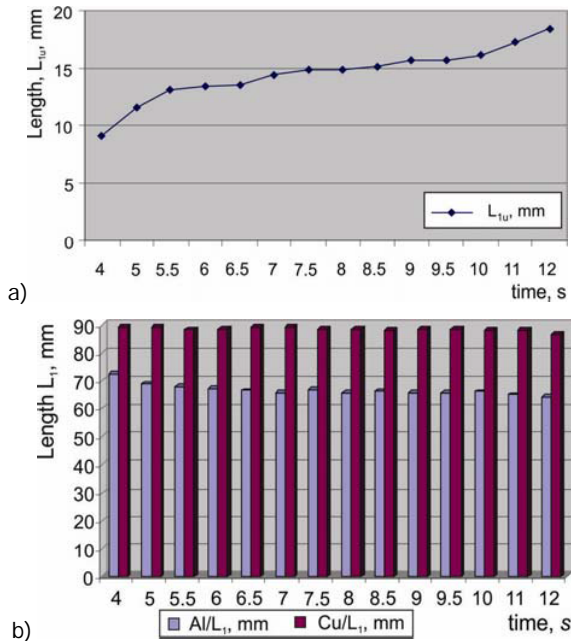 20
15
10
5
0
Length, L1u, mm
L1u, mm
4 5 5.5 6 6.5 7 7.5 8 8.5 9 9.5 10 11 12
time, s
a)
90
80
70
60
50
40
30
20
10
0
Length L1, mm
4 5 5.5 6 6.5 7 7.5 8 8.5 9 9.5 10 11 12
time, s
b)
Al/L1, mm Cu/L1, mm